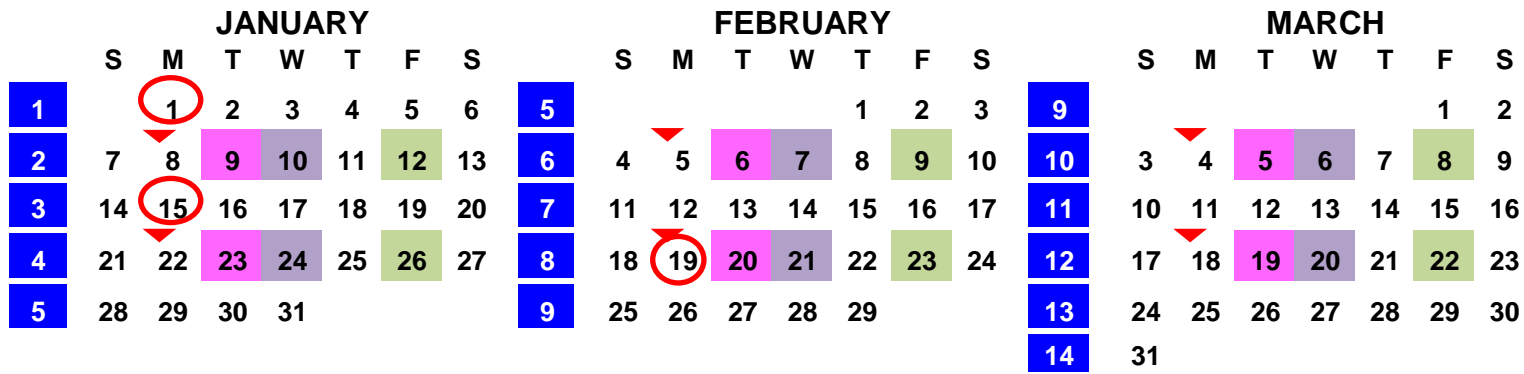 JANUARY FEBRUARY MARCH
S M T W T F S S M T W T F S S M T W T F S
1 1 2 3 4 5 6 5 1 2 3 9 1 2
2 7 8 9 10 11 12 13 6 4 5 6 7 8 9 10 10 3 4 5 6 7 8 9
3 14 15 16 17 18 19 20 7 11 12 13 14 15 16 17 11 10 11 12 13 14 15 16
4 21 22 23 24 25 26 27 8 18 19 20 21 22 23 24 12 17 18 19 20 21 22 23
5 28 29 30 31 9 25 26 27 28 29 13 24 25 26 27 28 29 30
14 31